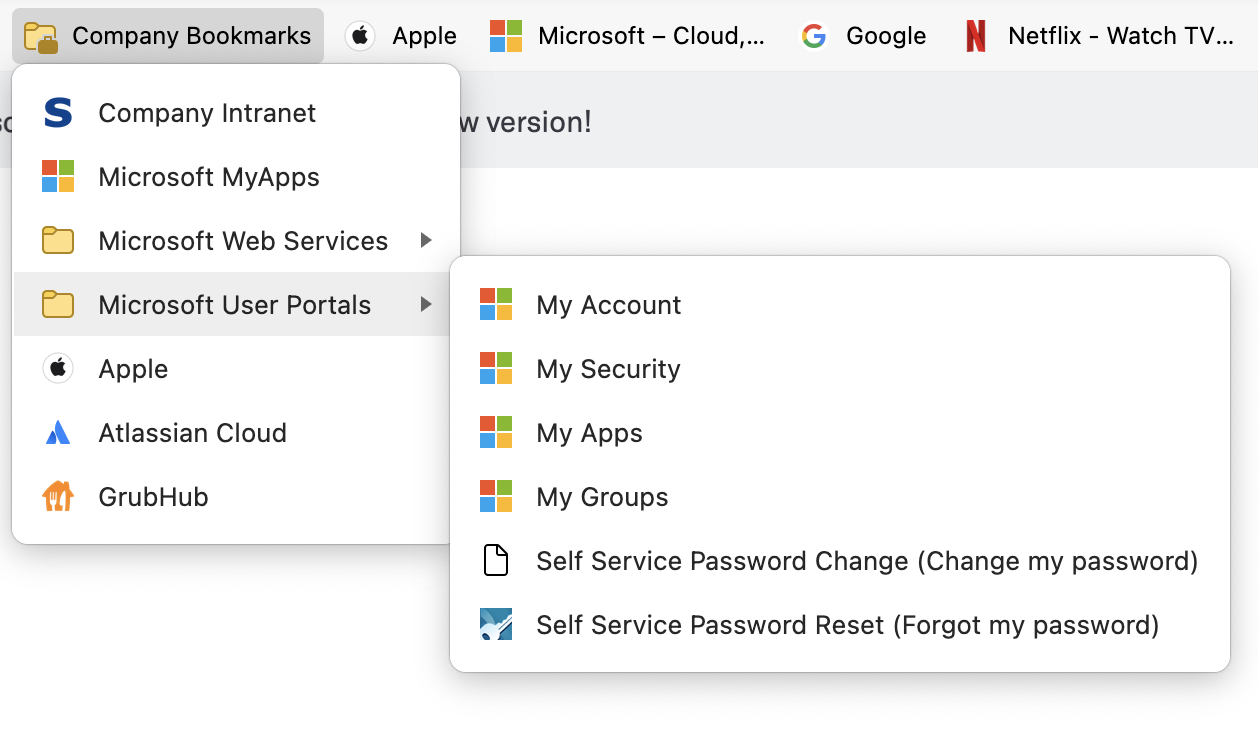 Company Bookmarks
Apple
Microsoft – Cloud,...
Google
Netflix - Watch TV...
w version!
Company Intranet
Microsoft MyApps
Microsoft Web Services
Microsoft User Portals
Apple
Atlassian Cloud
GrubHub
My Account
My Security
My Apps
My Groups
Self Service Password Change (Change my password)
Self Service Password Reset (Forgot my password)